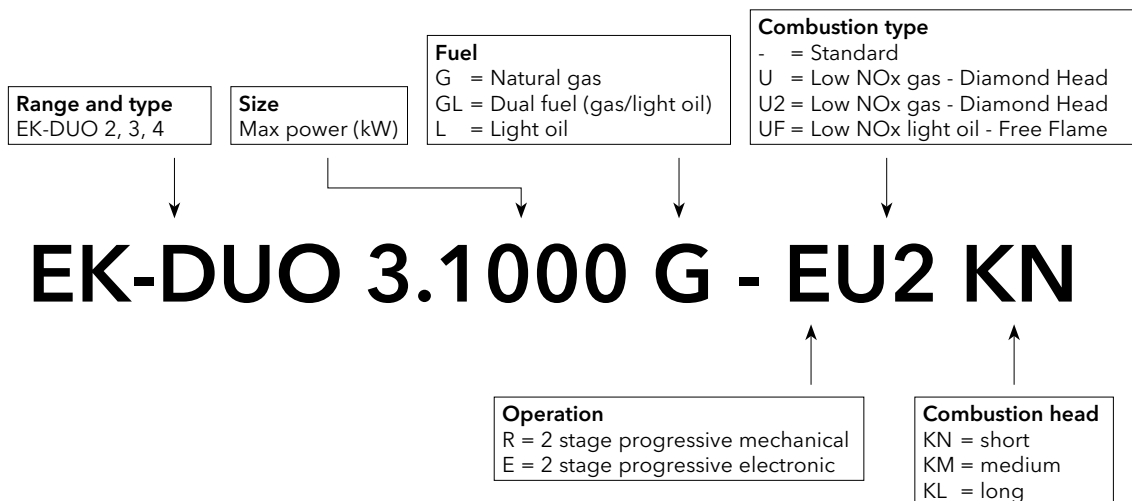 Combustion type
- = Standard
U = Low NOx gas - Diamond Head
U2 = Low NOx gas - Diamond Head
UF = Low NOx light oil - Free Flame
Fuel
G = Natural gas
GL = Dual fuel (gas/light oil)
L = Light oil
Range and type
EK-DUO 2, 3, 4
Size
Max power (kW)
EK-DUO 3.1000 G - EU2 KN
Operation
R = 2 stage progressive mechanical
E = 2 stage progressive electronic
Combustion head
KN = short
KM = medium
KL = long